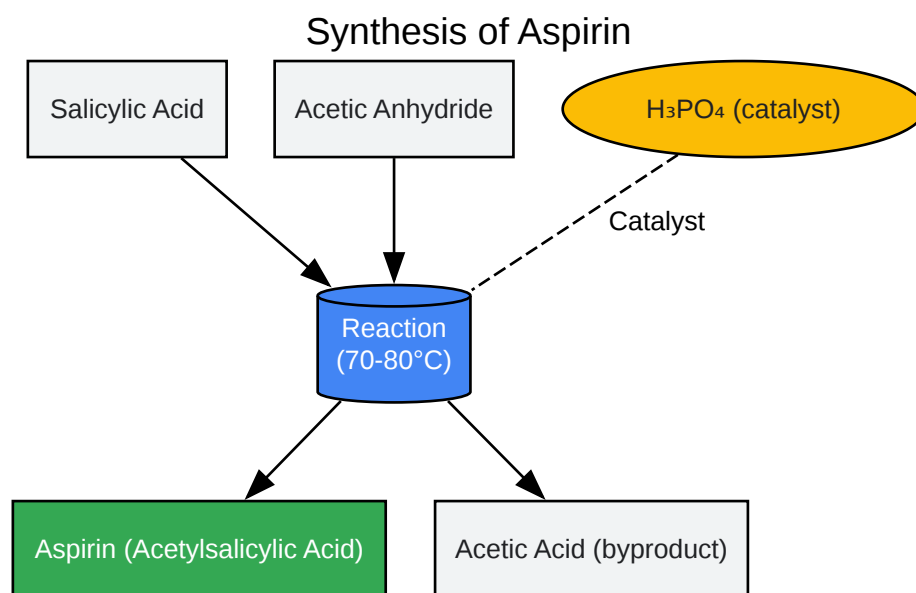 Synthesis of Aspirin
Salicylic Acid
Acetic Anhydride
H₃PO₄ (catalyst)
Catalyst
Reaction
(70-80°C)
Aspirin (Acetylsalicylic Acid)
Acetic Acid (byproduct)